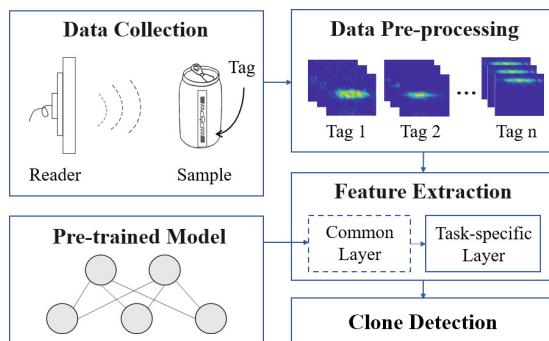 Data Collection
Tag
Reader
Sample
Data Pre-processing
...
Tag 1
Tag 2
Tag n
Feature Extraction
Common
Layer
Task-specific
Layer
Pre-trained Model
Clone Detection